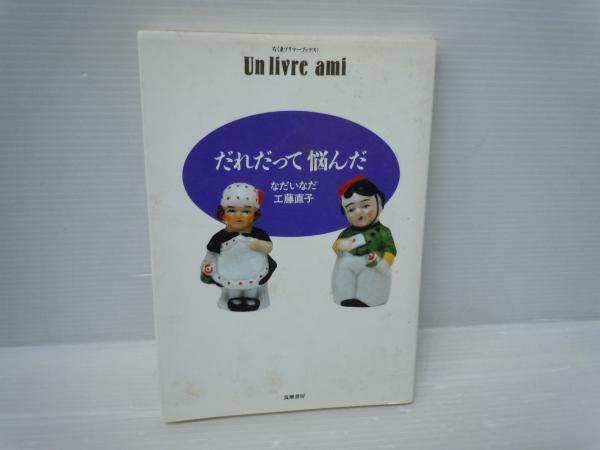 ちくまプリマーブックス1
Un livre ami
だれだって悩んだ
なだいなだ
工藤直子
筑摩書房